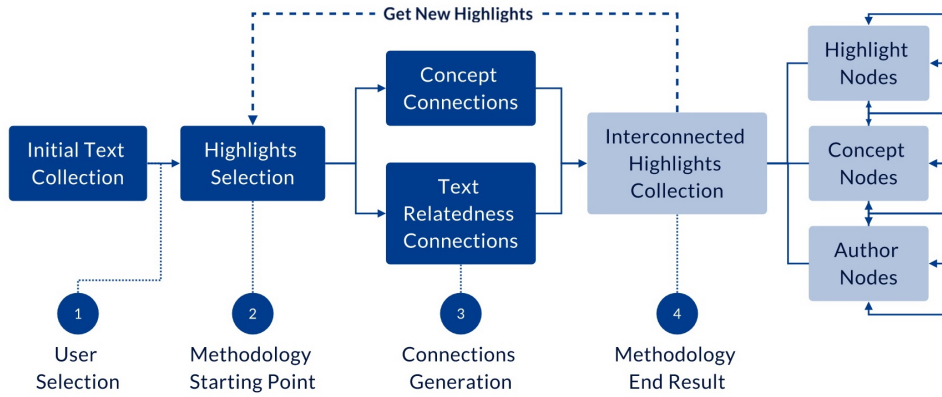 Get New Highlights
Initial Text
Collection
Highlights
Selection
Concept
Connections
Text
Relatedness
Connections
Interconnected
Highlights
Collection
Highlight
Nodes
Concept
Nodes
Author
Nodes
1
User
Selection
2
Methodology
Starting Point
3
Connections
Generation
4
Methodology
End Result